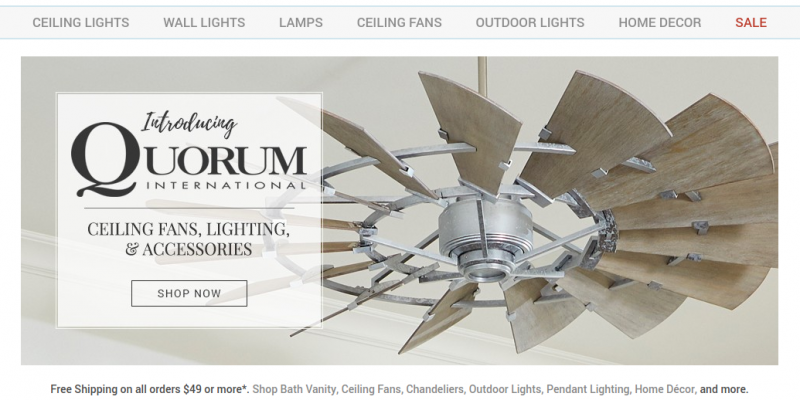 CEILING LIGHTS WALL LIGHTS LAMPS CEILING FANS OUTDOOR LIGHTS HOME DECOR SALE
Introducing
QUORUM
INTERNATIONAL
CEILING FANS, LIGHTING,
& ACCESSORIES
SHOP NOW
Free Shipping on all orders $49 or more*. Shop Bath Vanity, Ceiling Fans, Chandeliers, Outdoor Lights, Pendant Lighting, Home Décor, and more.